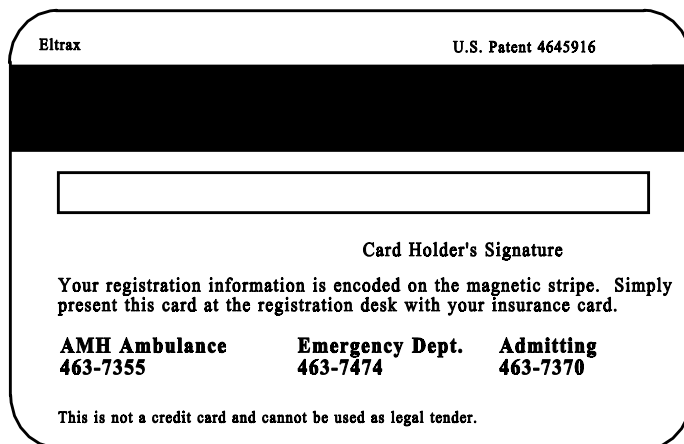 Eltrax U.S. Patent 4645916
Card Holder's Signature
Your registration information is encoded on the magnetic stripe. Simply
present this card at the registration desk with your insurance card.
AMH Ambulance Emergency Dept. Admitting
463-7355 463-7474 463-7370
This is not a credit card and cannot be used as legal tender.